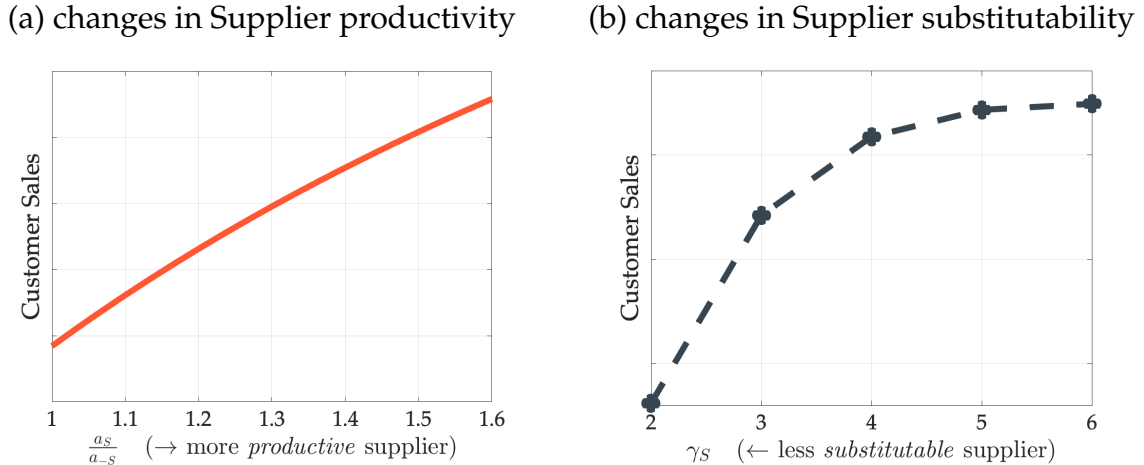 (a) changes in Supplier productivity
(b) changes in Supplier substitutability
Customer Sales
1 1.1 1.2 1.3 1.4 1.5 1.6
a_S/a_{−S} (→ more productive supplier)
Customer Sales
2 3 4 5 6
γ_S (← less substitutable supplier)